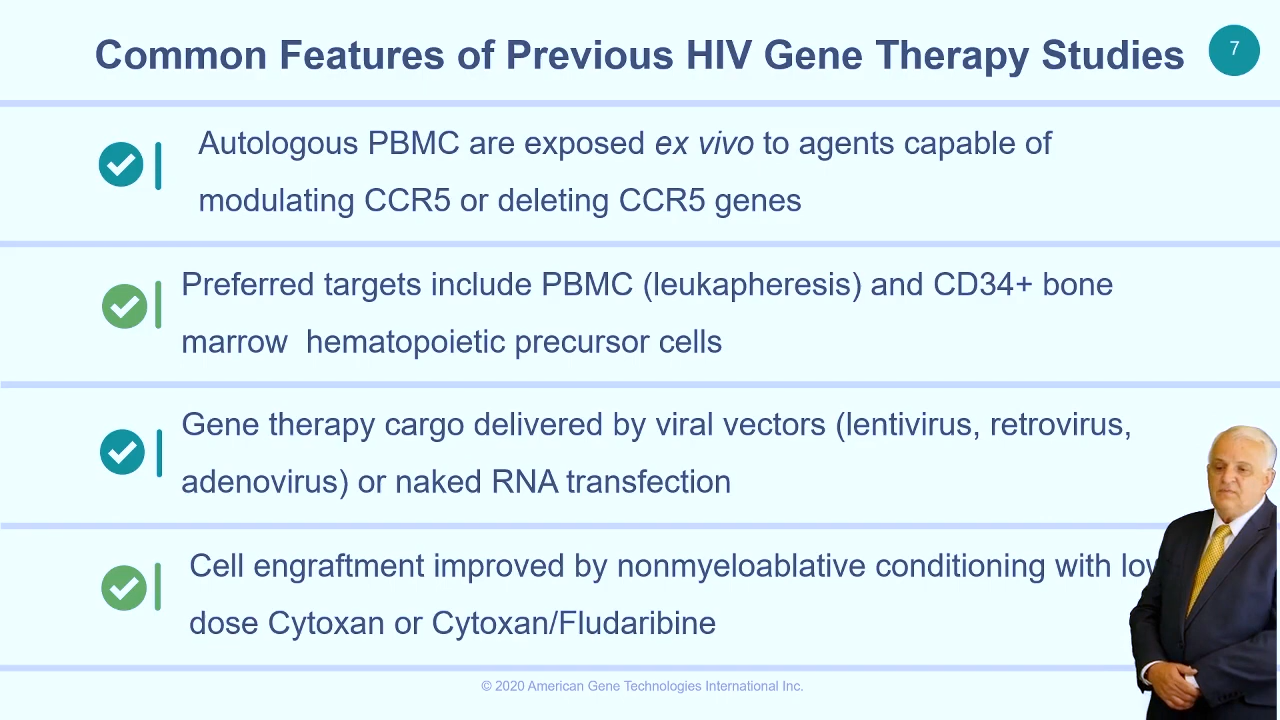 Common Features of Previous HIV Gene Therapy Studies
7
Autologous PBMC are exposed ex vivo to agents capable of
modulating CCR5 or deleting CCR5 genes
Preferred targets include PBMC (leukapheresis) and CD34+ bone
marrow hematopoietic precursor cells
Gene therapy cargo delivered by viral vectors (lentivirus, retrovirus,
adenovirus) or naked RNA transfection
Cell engraftment improved by nonmyeloablative conditioning with low
dose Cytoxan or Cytoxan/Fludaribine
© 2020 American Gene Technologies International Inc.